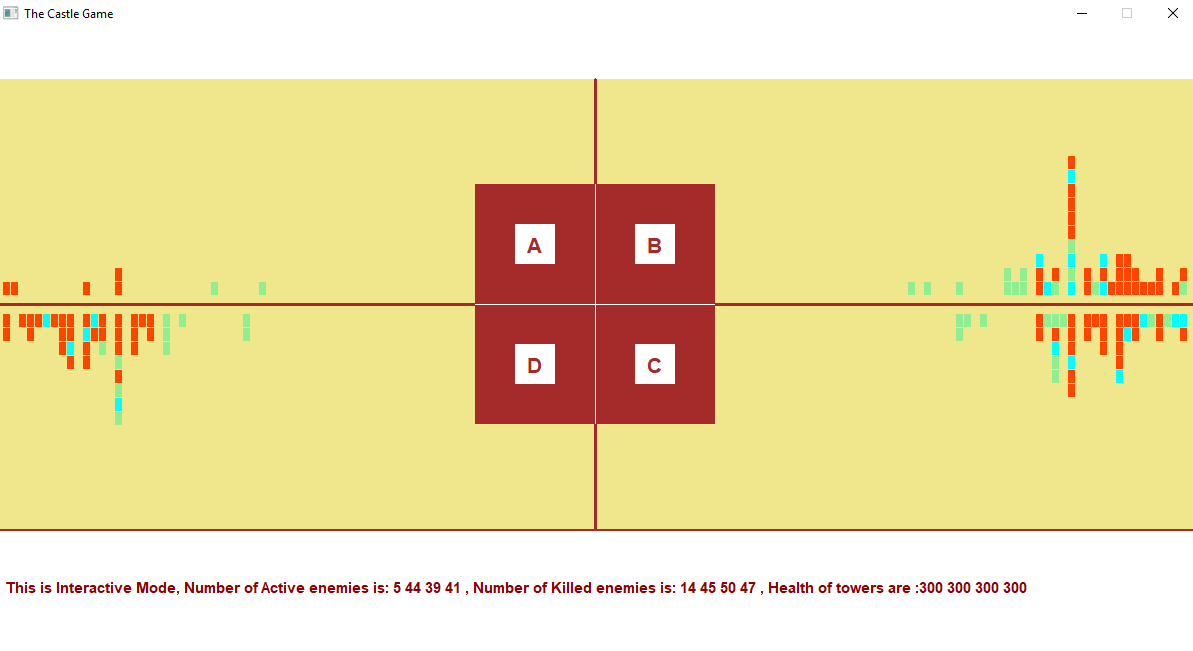 The Castle Game
A B
D C
This is Interactive Mode, Number of Active enemies is: 5 44 39 41 , Number of Killed enemies is: 14 45 50 47 , Health of towers are :300 300 300 300